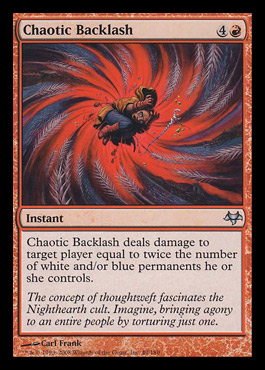 Chaotic Backlash 4
Instant
Chaotic Backlash deals damage to
target player equal to twice the number
of white and/or blue permanents he or
she controls.
The concept of thoughtweft fascinates the
Nighthearth cult. Imagine, bringing agony
to an entire people by torturing just one.
Carl Frank